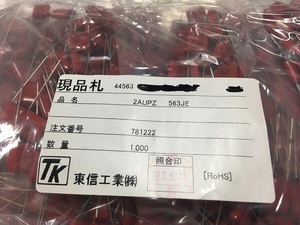 現品札 44563
品名 2AUPZ 563JE
注文番号 781222
数量 1,000
照合印
TK 東信工業㈱ [RoHS]